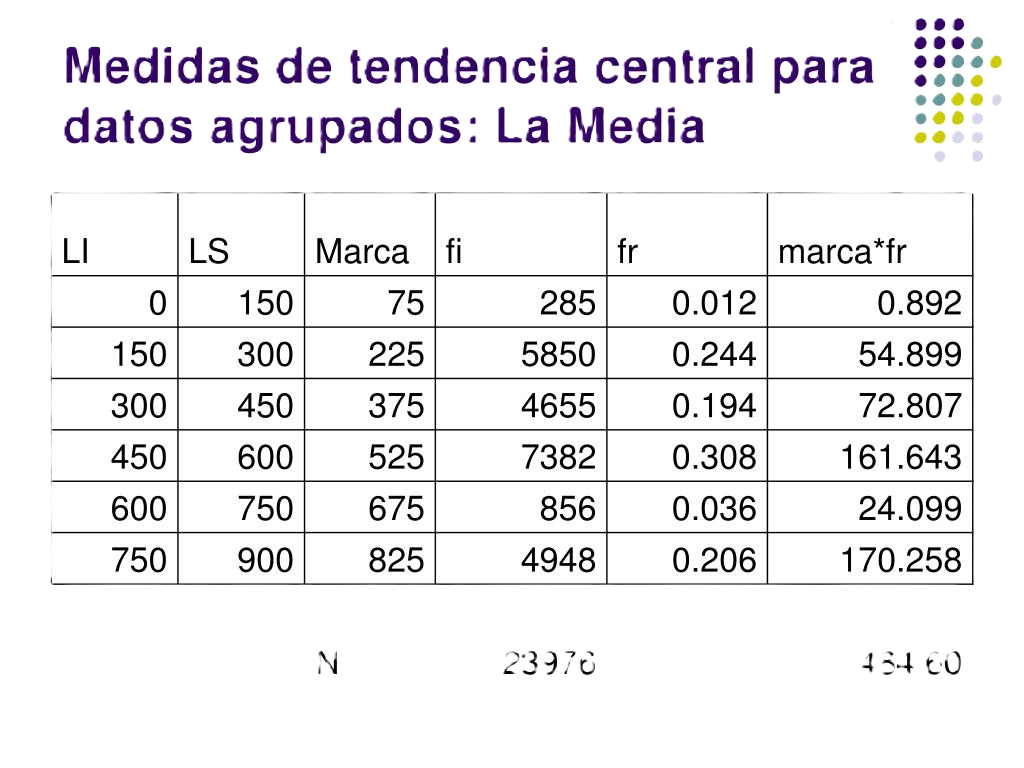 Medidas de tendencia central para
datos agrupados: La Media
LI LS Marca fi fr marca*fr
0 150 75 285 0.012 0.892
150 300 225 5850 0.244 54.899
300 450 375 4655 0.194 72.807
450 600 525 7382 0.308 161.643
600 750 675 856 0.036 24.099
750 900 825 4948 0.206 170.258
N 23976